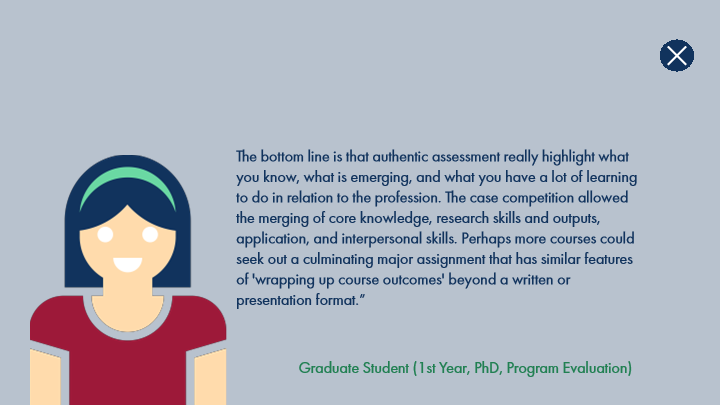 The bottom line is that authentic assessment really highlight what
you know, what is emerging, and what you have a lot of learning
to do in relation to the profession. The case competition allowed
the merging of core knowledge, research skills and outputs,
application, and interpersonal skills. Perhaps more courses could
seek out a culminating major assignment that has similar features
of 'wrapping up course outcomes' beyond a written or
presentation format.”
Graduate Student (1st Year, PhD, Program Evaluation)